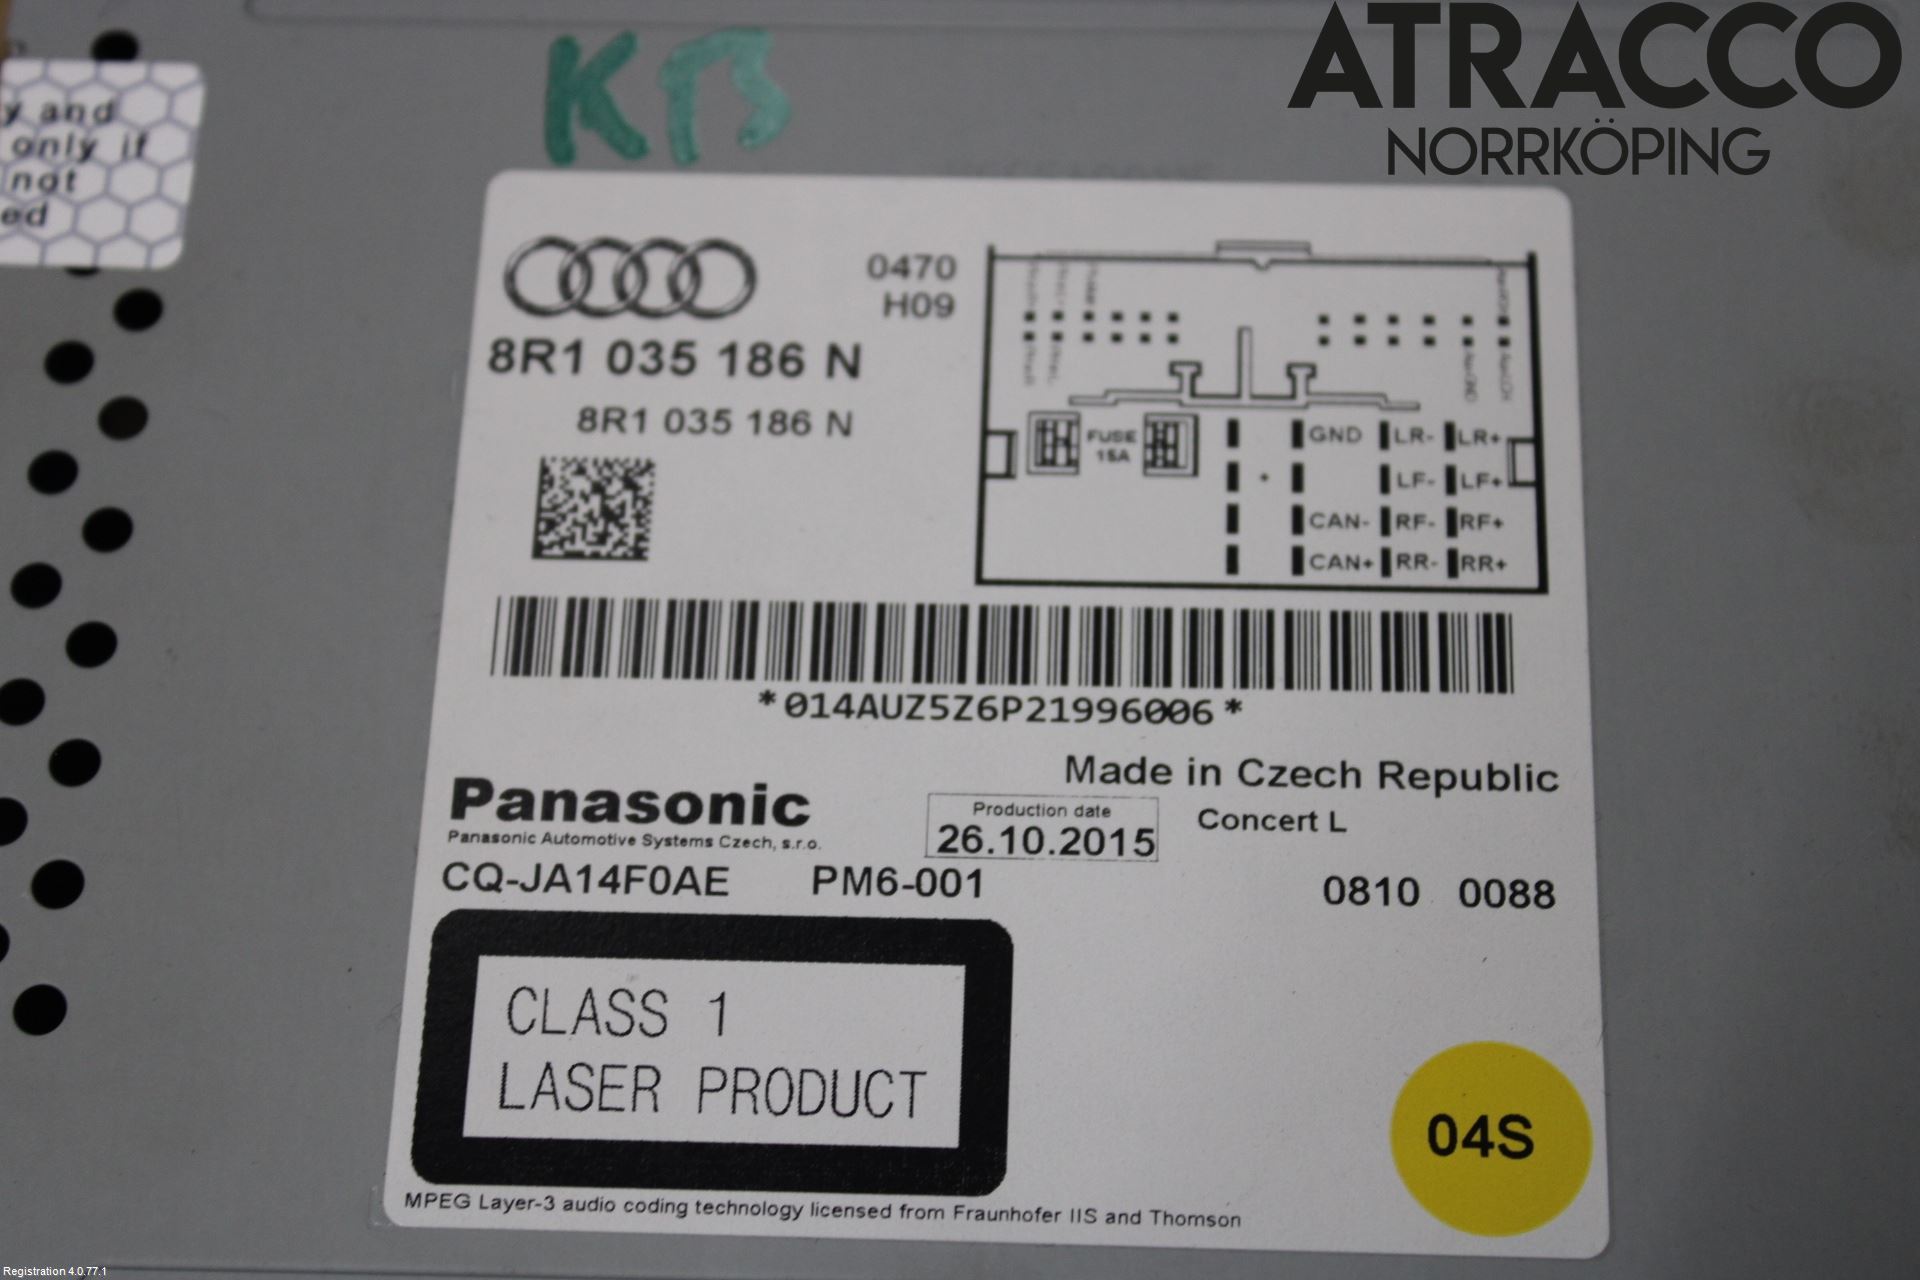 ATRACCO
NORRKÖPING
KB
y and
only if
not
ed
0470
H09
8R1 035 186 N
8R1 035 186 N
FUSE
15A
GND LR- LR+
+ LF- LF+
CAN- RF- RF+
CAN+ RR- RR+
*014AUZ5Z6P21996006*
Made in Czech Republic
Panasonic
Panasonic Automotive Systems Czech, s.r.o.
Production date
26.10.2015
Concert L
CQ-JA14F0AE PM6-001
0810 0088
CLASS 1
LASER PRODUCT
04S
MPEG Layer-3 audio coding technology licensed from Fraunhofer IIS and Thomson
Registration 4.0.77.1